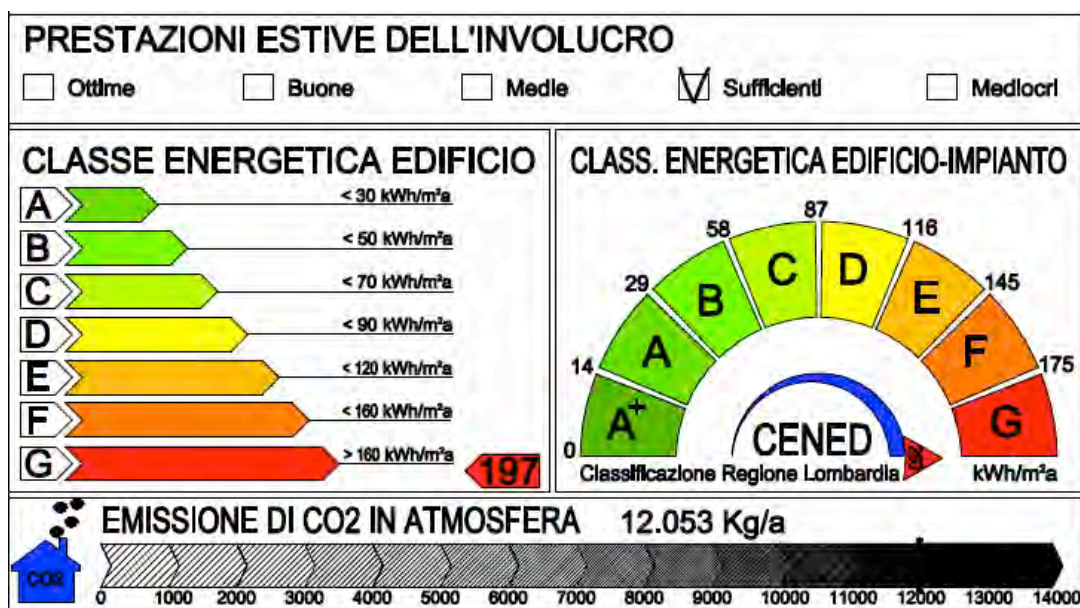 PRESTAZIONI ESTIVE DELL'INVOLUCRO
Ottime Buone Medie Sufficienti Mediocri
CLASSE ENERGETICA EDIFICIO
A < 30 kWh/m²a
B < 50 kWh/m²a
C < 70 kWh/m²a
D < 90 kWh/m²a
E < 120 kWh/m²a
F < 160 kWh/m²a
G > 160 kWh/m²a 197
CLASS. ENERGETICA EDIFICIO-IMPIANTO
0 14 29 58 87 116 145 175
A+ A B C D E F G
CENED
Classificazione Regione Lombardia
kWh/m²a
EMISSIONE DI CO2 IN ATMOSFERA 12.053 Kg/a
CO2
0 1000 2000 3000 4000 5000 6000 7000 8000 9000 10000 11000 12000 13000 14000